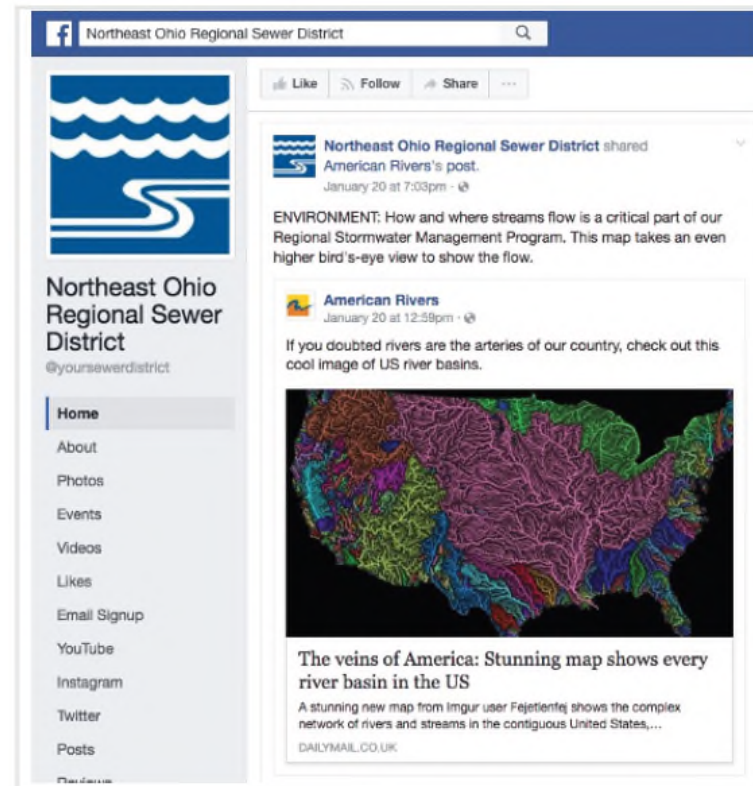 Northeast Ohio Regional Sewer District
Like Follow Share ...
Northeast Ohio
Regional Sewer
District
@yoursewerdistrict
Home
About
Photos
Events
Videos
Likes
Email Signup
YouTube
Instagram
Twitter
Posts
Reviews
Northeast Ohio Regional Sewer District shared
American Rivers's post.
January 20 at 7:03pm ·
ENVIRONMENT: How and where streams flow is a critical part of our
Regional Stormwater Management Program. This map takes an even
higher bird's-eye view to show the flow.
American Rivers
January 20 at 12:59pm ·
If you doubted rivers are the arteries of our country, check out this
cool image of US river basins.
The veins of America: Stunning map shows every
river basin in the US
A stunning new map from Imgur user Fejetlenfej shows the complex
network of rivers and streams in the contiguous United States,...
DAILYMAIL.CO.UK